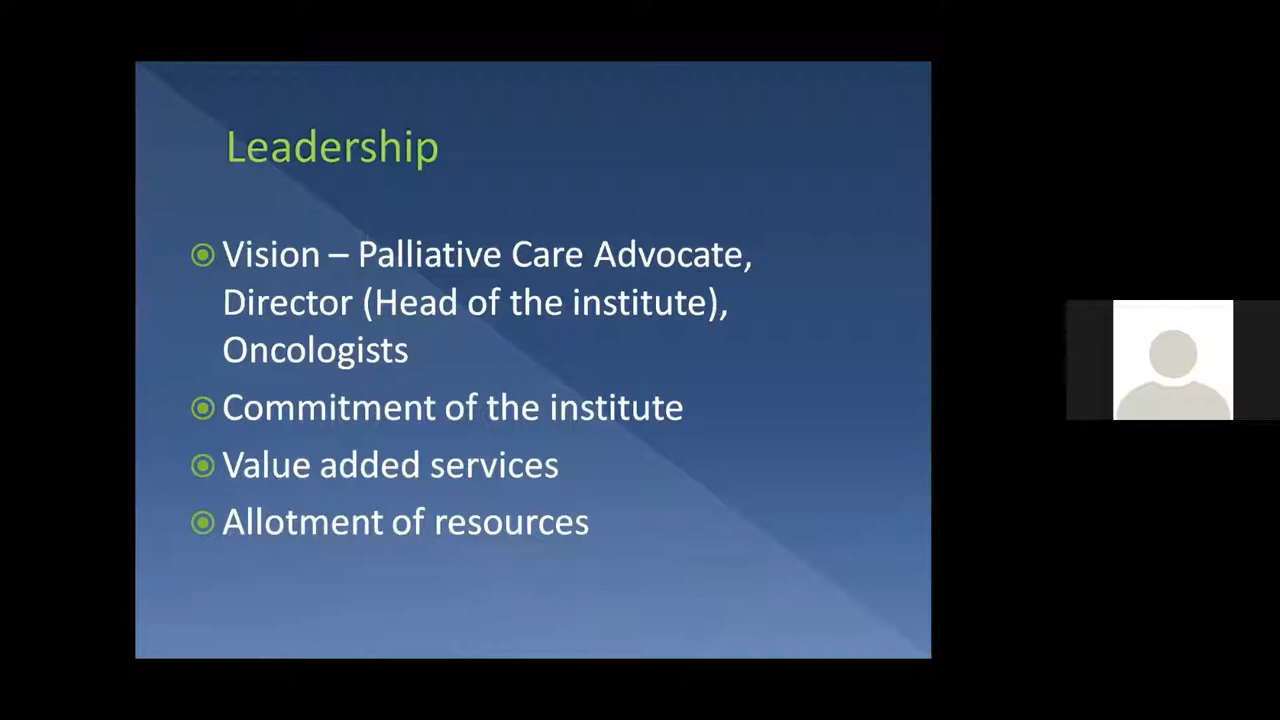 Leadership
Vision – Palliative Care Advocate,
Director (Head of the institute),
Oncologists
Commitment of the institute
Value added services
Allotment of resources